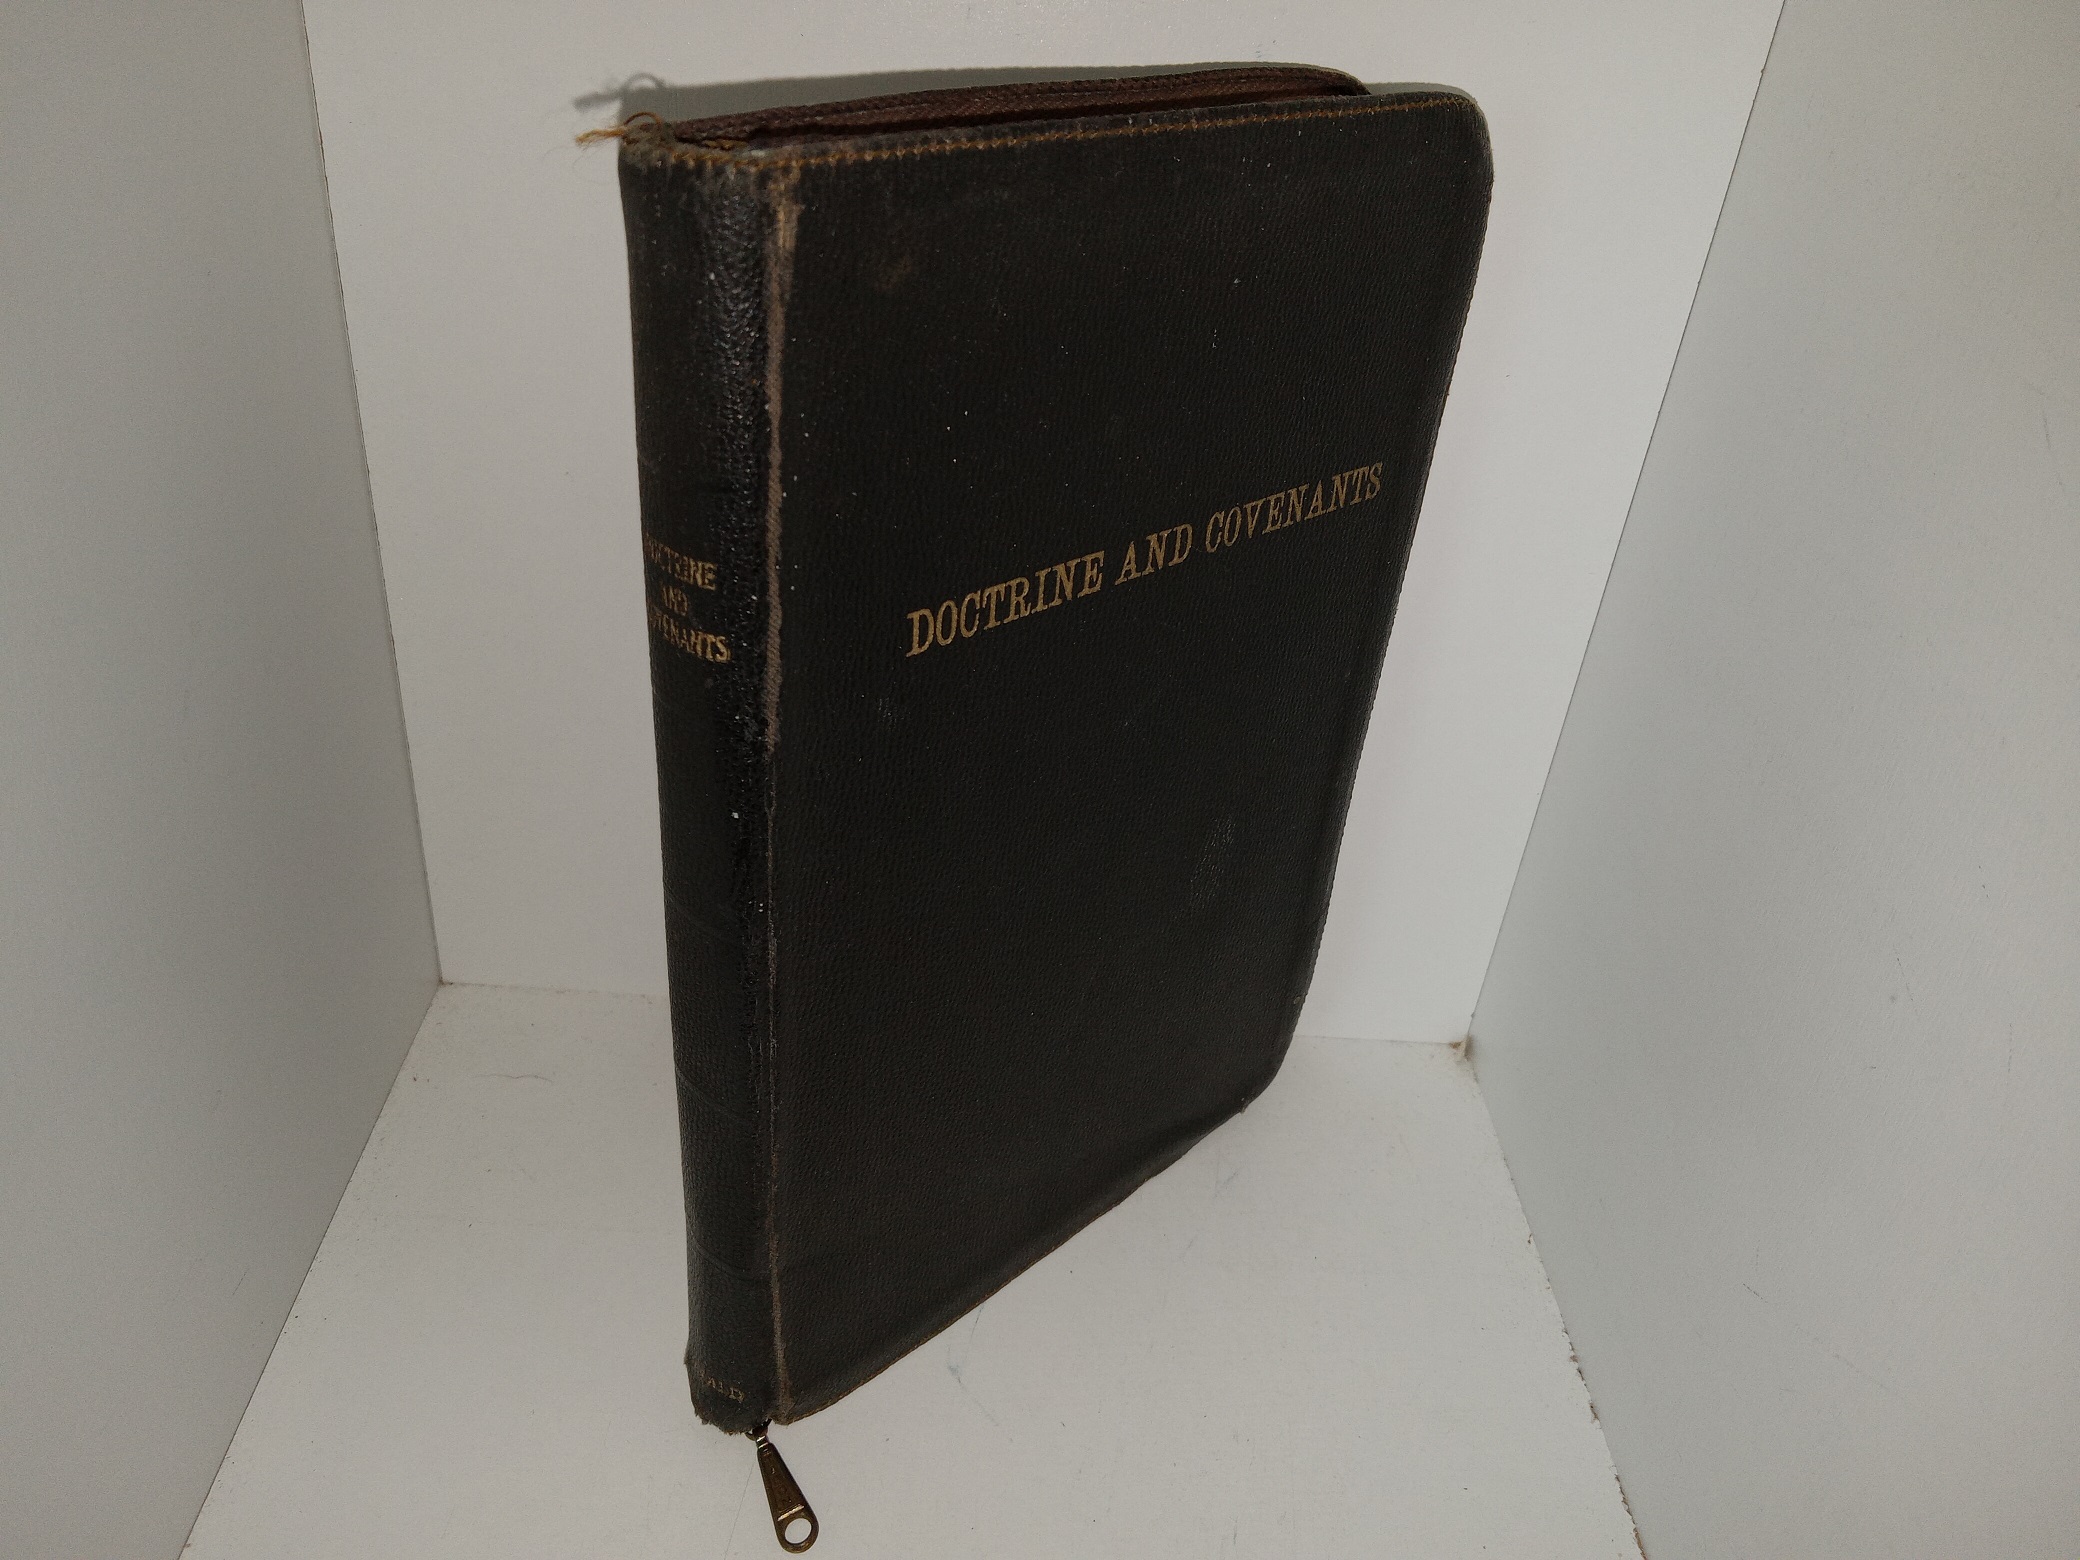 DOCTRINE AND COVENANTS
DOCTRINE
AND
COVENANTS